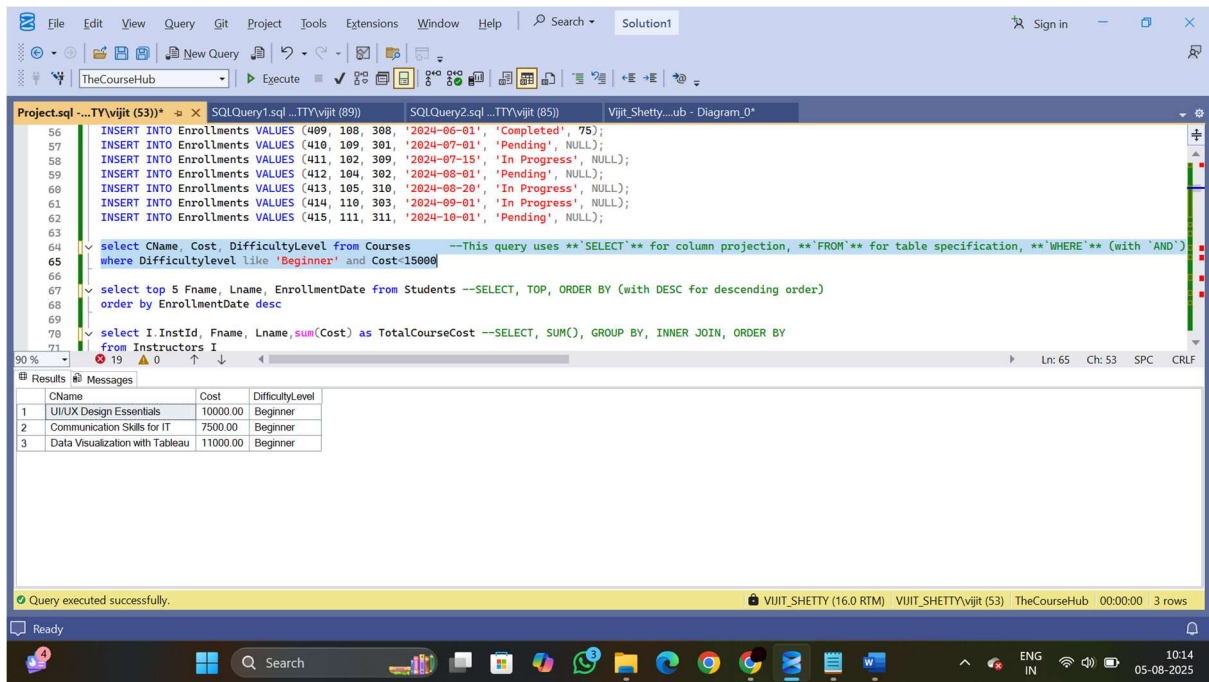 File Edit View Query Git Project Tools Extensions Window Help Search Solution1 Sign in
New Query
TheCourseHub Execute
Project.sql -...TTY\vijit (53))* SQLQuery1.sql ...TTY\vijit (89)) SQLQuery2.sql ...TTY\vijit (85)) Vijit_Shetty....ub - Diagram_0*
56 INSERT INTO Enrollments VALUES (409, 108, 308, '2024-06-01', 'Completed', 75);
57 INSERT INTO Enrollments VALUES (410, 109, 301, '2024-07-01', 'Pending', NULL);
58 INSERT INTO Enrollments VALUES (411, 102, 309, '2024-07-15', 'In Progress', NULL);
59 INSERT INTO Enrollments VALUES (412, 104, 302, '2024-08-01', 'Pending', NULL);
60 INSERT INTO Enrollments VALUES (413, 105, 310, '2024-08-20', 'In Progress', NULL);
61 INSERT INTO Enrollments VALUES (414, 110, 303, '2024-09-01', 'In Progress', NULL);
62 INSERT INTO Enrollments VALUES (415, 111, 311, '2024-10-01', 'Pending', NULL);
63
64 select CName, Cost, DifficultyLevel from Courses --This query uses **`SELECT`** for column projection, **`FROM`** for table specification, **`WHERE`** (with `AND`)
65 where Difficultylevel like 'Beginner' and Cost<15000
66
67 select top 5 Fname, Lname, EnrollmentDate from Students --SELECT, TOP, ORDER BY (with DESC for descending order)
68 order by EnrollmentDate desc
69
70 select I.InstId, Fname, Lname,sum(Cost) as TotalCourseCost --SELECT, SUM(), GROUP BY, INNER JOIN, ORDER BY
71 from Instructors I
90 % 19 0 Ln: 65 Ch: 53 SPC CRLF
Results Messages
CName Cost DifficultyLevel
1 UI/UX Design Essentials 10000.00 Beginner
2 Communication Skills for IT 7500.00 Beginner
3 Data Visualization with Tableau 11000.00 Beginner
Query executed successfully. VIJIT_SHETTY (16.0 RTM) VIJIT_SHETTY\vijit (53) TheCourseHub 00:00:00 3 rows
Ready
4 Search 3 ENG 10:14
IN 05-08-2025